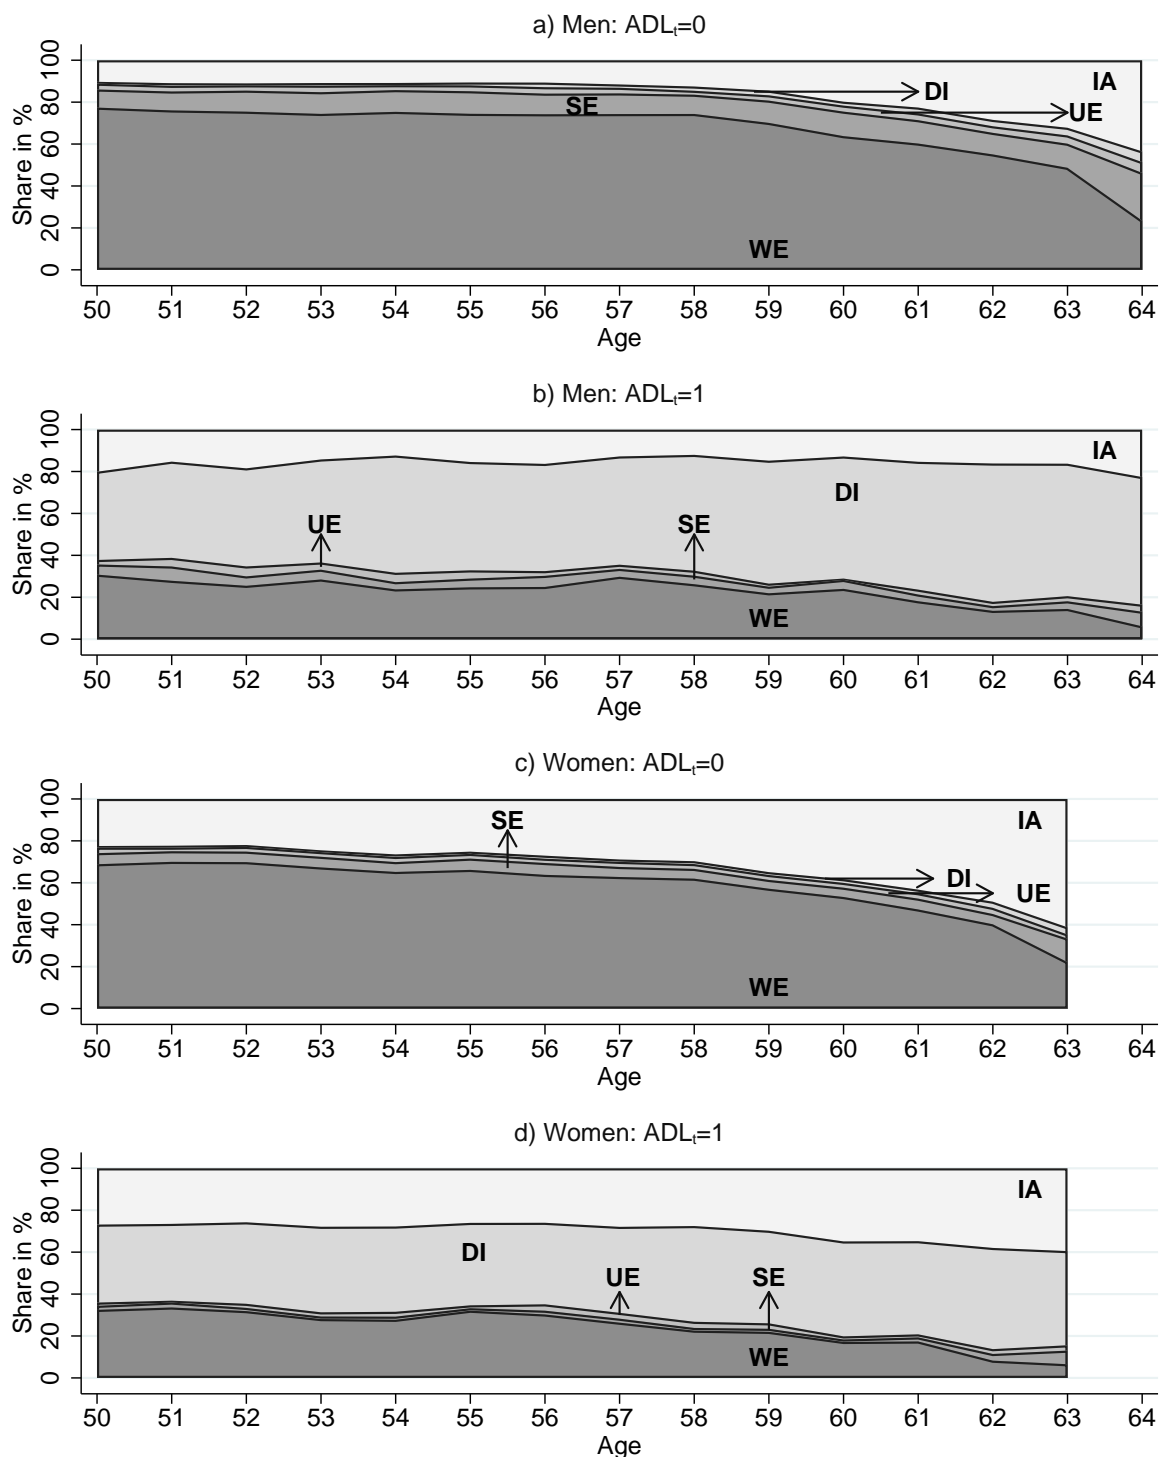 a) Men: ADLt=0
Share in %
100
80
60
40
20
0
IA
DI
UE
SE
WE
50 51 52 53 54 55 56 57 58 59 60 61 62 63 64
Age
b) Men: ADLt=1
Share in %
100
80
60
40
20
0
IA
DI
UE
SE
WE
50 51 52 53 54 55 56 57 58 59 60 61 62 63 64
Age
c) Women: ADLt=0
Share in %
100
80
60
40
20
0
SE
IA
DI
UE
WE
50 51 52 53 54 55 56 57 58 59 60 61 62 63 64
Age
d) Women: ADLt=1
Share in %
100
80
60
40
20
0
IA
DI
UE
SE
WE
50 51 52 53 54 55 56 57 58 59 60 61 62 63 64
Age